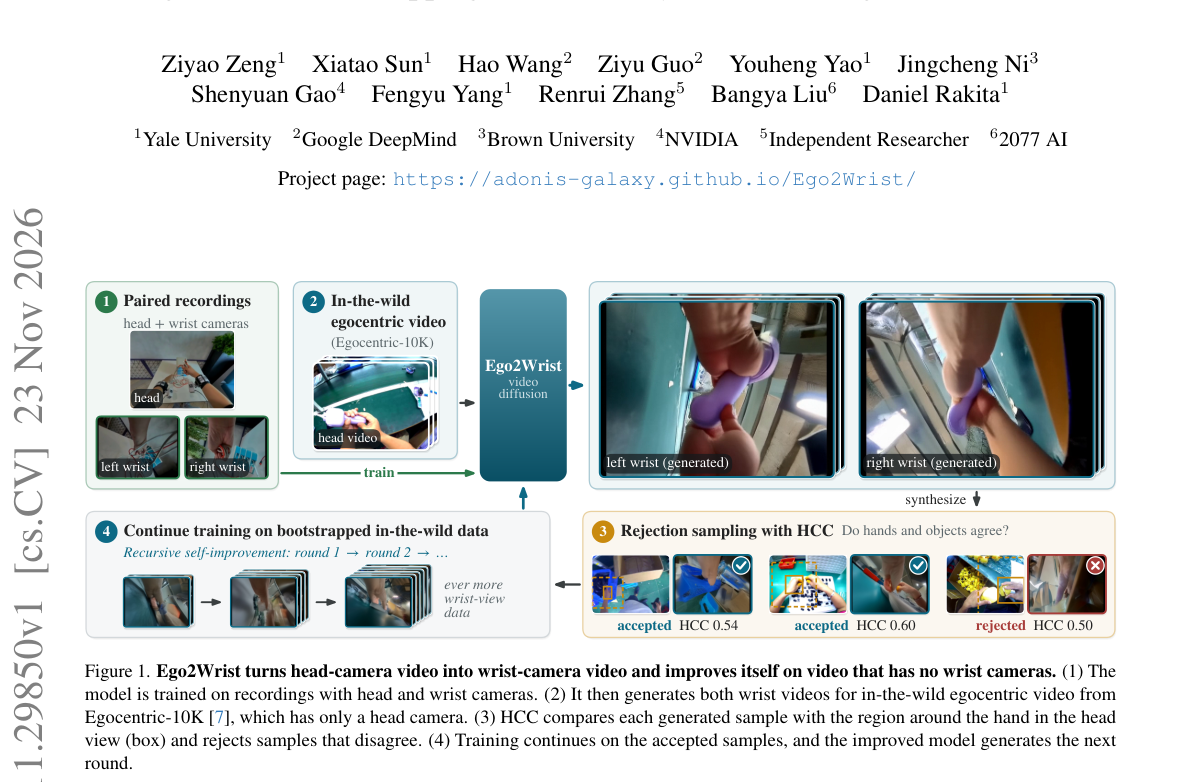 Ziyao Zeng1 Xiatao Sun1 Hao Wang2 Ziyu Guo2 Youheng Yao1 Jingcheng Ni3
Shenyuan Gao4 Fengyu Yang1 Renrui Zhang5 Bangya Liu6 Daniel Rakita1
1Yale University 2Google DeepMind 3Brown University 4NVIDIA 5Independent Researcher 62077 AI
Project page: https://adonis-galaxy.github.io/Ego2Wrist/
1.29850v1 [cs.CV] 23 Nov 2026
1 Paired recordings
head + wrist cameras
head
left wrist
right wrist
2 In-the-wild
egocentric video
(Egocentric-10K)
head video
train
Ego2Wrist
video
diffusion
left wrist (generated)
right wrist (generated)
synthesize
3 Rejection sampling with HCC Do hands and objects agree?
accepted HCC 0.54
accepted HCC 0.60
rejected HCC 0.50
4 Continue training on bootstrapped in-the-wild data
Recursive self-improvement: round 1 → round 2 → …
ever more
wrist-view
data
Figure 1. Ego2Wrist turns head-camera video into wrist-camera video and improves itself on video that has no wrist cameras. (1) The
model is trained on recordings with head and wrist cameras. (2) It then generates both wrist videos for in-the-wild egocentric video from
Egocentric-10K [7], which has only a head camera. (3) HCC compares each generated sample with the region around the hand in the head
view (box) and rejects samples that disagree. (4) Training continues on the accepted samples, and the improved model generates the next
round.